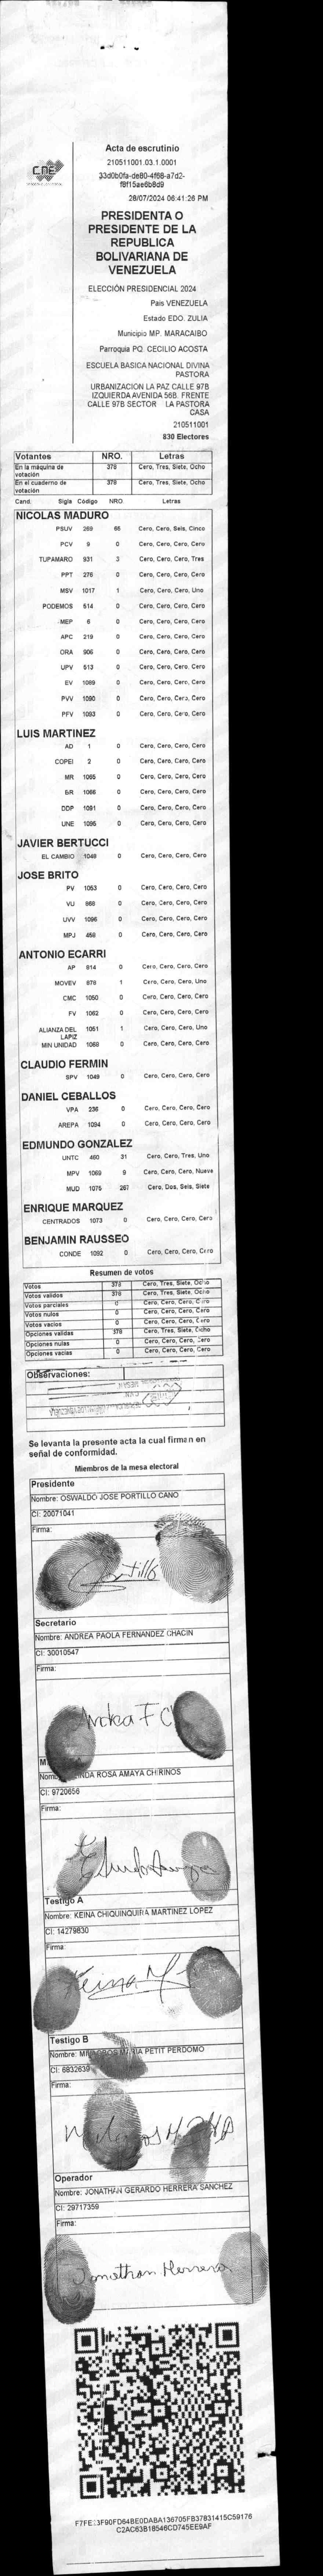 CNE
Acta de escrutinio
210511001.03.1.0001
33d0b0fa-de80-4f68-a7d2-
f8f15ae6b8d9
28/07/2024 06:41:26 PM
PRESIDENTA O
PRESIDENTE DE LA
REPUBLICA
BOLIVARIANA DE
VENEZUELA
ELECCIÓN PRESIDENCIAL 2024
Pais VENEZUELA
Estado EDO. ZULIA
Municipio MP. MARACAIBO
Parroquia PQ. CECILIO ACOSTA
ESCUELA BASICA NACIONAL DIVINA
PASTORA
URBANIZACION LA PAZ CALLE 97B
IZQUIERDA AVENIDA 56B. FRENTE
CALLE 97B SECTOR LA PASTORA
CASA
210511001
830 Electores
Votantes NRO. Letras
En la máquina de votación 378 Cero, Tres, Siete, Ocho
En el cuaderno de votación 378 Cero, Tres, Siete, Ocho
Cand. Sigla Código NRO Letras
NICOLAS MADURO
PSUV 269 65 Cero, Cero, Seis, Cinco
PCV 9 0 Cero, Cero, Cero, Cero
TUPAMARO 931 3 Cero, Cero, Cero, Tres
PPT 276 0 Cero, Cero, Cero, Cero
MSV 1017 1 Cero, Cero, Cero, Uno
PODEMOS 514 0 Cero, Cero, Cero, Cero
MEP 6 0 Cero, Cero, Cero, Cero
APC 219 0 Cero, Cero, Cero, Cero
ORA 906 0 Cero, Cero, Cero, Cero
UPV 513 0 Cero, Cero, Cero, Cero
EV 1089 0 Cero, Cero, Cero, Cero
PVV 1090 0 Cero, Cero, Cero, Cero
PFV 1093 0 Cero, Cero, Cero, Cero
LUIS MARTINEZ
AD 1 0 Cero, Cero, Cero, Cero
COPEI 2 0 Cero, Cero, Cero, Cero
MR 1065 0 Cero, Cero, Cero, Cero
BR 1066 0 Cero, Cero, Cero, Cero
DDP 1091 0 Cero, Cero, Cero, Cero
UNE 1095 0 Cero, Cero, Cero, Cero
JAVIER BERTUCCI
EL CAMBIO 1048 0 Cero, Cero, Cero, Cero
JOSE BRITO
PV 1053 0 Cero, Cero, Cero, Cero
VU 868 0 Cero, Cero, Cero, Cero
UVV 1096 0 Cero, Cero, Cero, Cero
MPJ 458 0 Cero, Cero, Cero, Cero
ANTONIO ECARRI
AP 814 0 Cero, Cero, Cero, Cero
MOVEV 878 1 Cero, Cero, Cero, Uno
CMC 1050 0 Cero, Cero, Cero, Cero
FV 1062 0 Cero, Cero, Cero, Cero
ALIANZA DEL LAPIZ 1051 1 Cero, Cero, Cero, Uno
MIN UNIDAD 1068 0 Cero, Cero, Cero, Cero
CLAUDIO FERMIN
SPV 1049 0 Cero, Cero, Cero, Cero
DANIEL CEBALLOS
VPA 236 0 Cero, Cero, Cero, Cero
AREPA 1094 0 Cero, Cero, Cero, Cero
EDMUNDO GONZALEZ
UNTC 460 31 Cero, Cero, Tres, Uno
MPV 1069 9 Cero, Cero, Cero, Nueve
MUD 1075 267 Cero, Dos, Seis, Siete
ENRIQUE MARQUEZ
CENTRADOS 1073 0 Cero, Cero, Cero, Cero
BENJAMIN RAUSSEO
CONDE 1092 0 Cero, Cero, Cero, Cero
Resumen de votos
Votos 378 Cero, Tres, Siete, Ocho
Votos validos 378 Cero, Tres, Siete, Ocho
Votos parciales 0 Cero, Cero, Cero, Cero
Votos nulos 0 Cero, Cero, Cero, Cero
Votos vacios 0 Cero, Cero, Cero, Cero
Opciones validas 378 Cero, Tres, Siete, Ocho
Opciones nulas 0 Cero, Cero, Cero, Cero
Opciones vacias 0 Cero, Cero, Cero, Cero
Observaciones:
Se levanta la presente acta la cual firman en
señal de conformidad.
Miembros de la mesa electoral
Presidente
Nombre: OSWALDO JOSE PORTILLO CANO
CI: 20071041
Firma:
Portillo
Secretario
Nombre: ANDREA PAOLA FERNANDEZ CHACIN
CI: 30010547
Firma:
Andrea F Ch
ROSA AMAYA CHIRINOS
CI: 9720656
Firma:
Testigo A
Nombre: KEINA CHIQUINQUIRA MARTINEZ LOPEZ
CI: 14279830
Firma:
Keina M
Testigo B
Nombre: MILAGROS MARIA PETIT PERDOMO
CI: 6832639
Firma:
Operador
Nombre: JONATHAN GERARDO HERRERA SANCHEZ
CI: 29717359
Firma:
Jonathan Herrera
C2AC63B18546CD745EE9AF